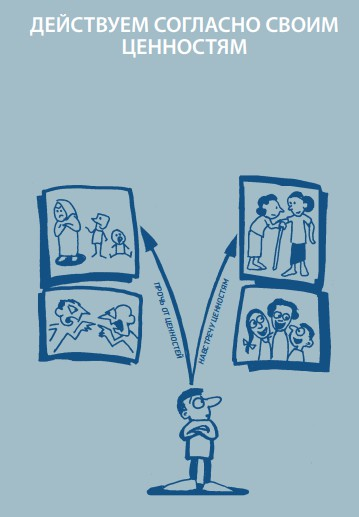 ДЕЙСТВУЕМ СОГЛАСНО СВОИМ
ЦЕННОСТЯМ
ПРОЧЬ ОТ ЦЕННОСТЕЙ
НАВСТРЕЧУ ЦЕННОСТЯМ